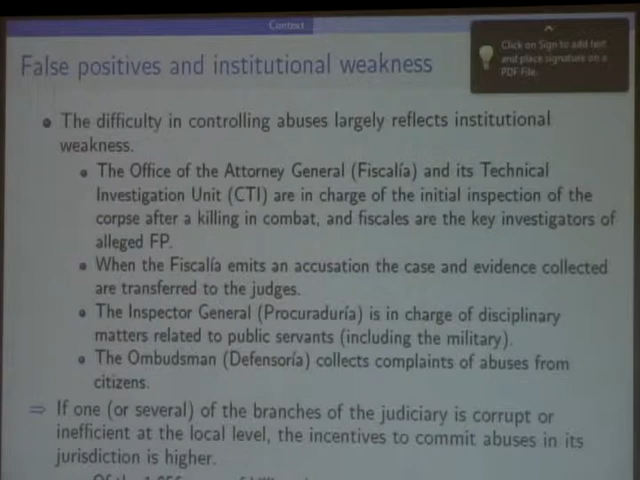 Context
Click on Sign to add text
and place signature on a
PDF File.
False positives and institutional weakness
The difficulty in controlling abuses largely reflects institutional
weakness.
The Office of the Attorney General (Fiscalía) and its Technical
Investigation Unit (CTI) are in charge of the initial inspection of the
corpse after a killing in combat, and fiscales are the key investigators of
alleged FP.
When the Fiscalía emits an accusation the case and evidence collected
are transferred to the judges.
The Inspector General (Procuraduría) is in charge of disciplinary
matters related to public servants (including the military).
The Ombudsman (Defensoría) collects complaints of abuses from
citizens.
⇒ If one (or several) of the branches of the judiciary is corrupt or
inefficient at the local level, the incentives to commit abuses in its
jurisdiction is higher.